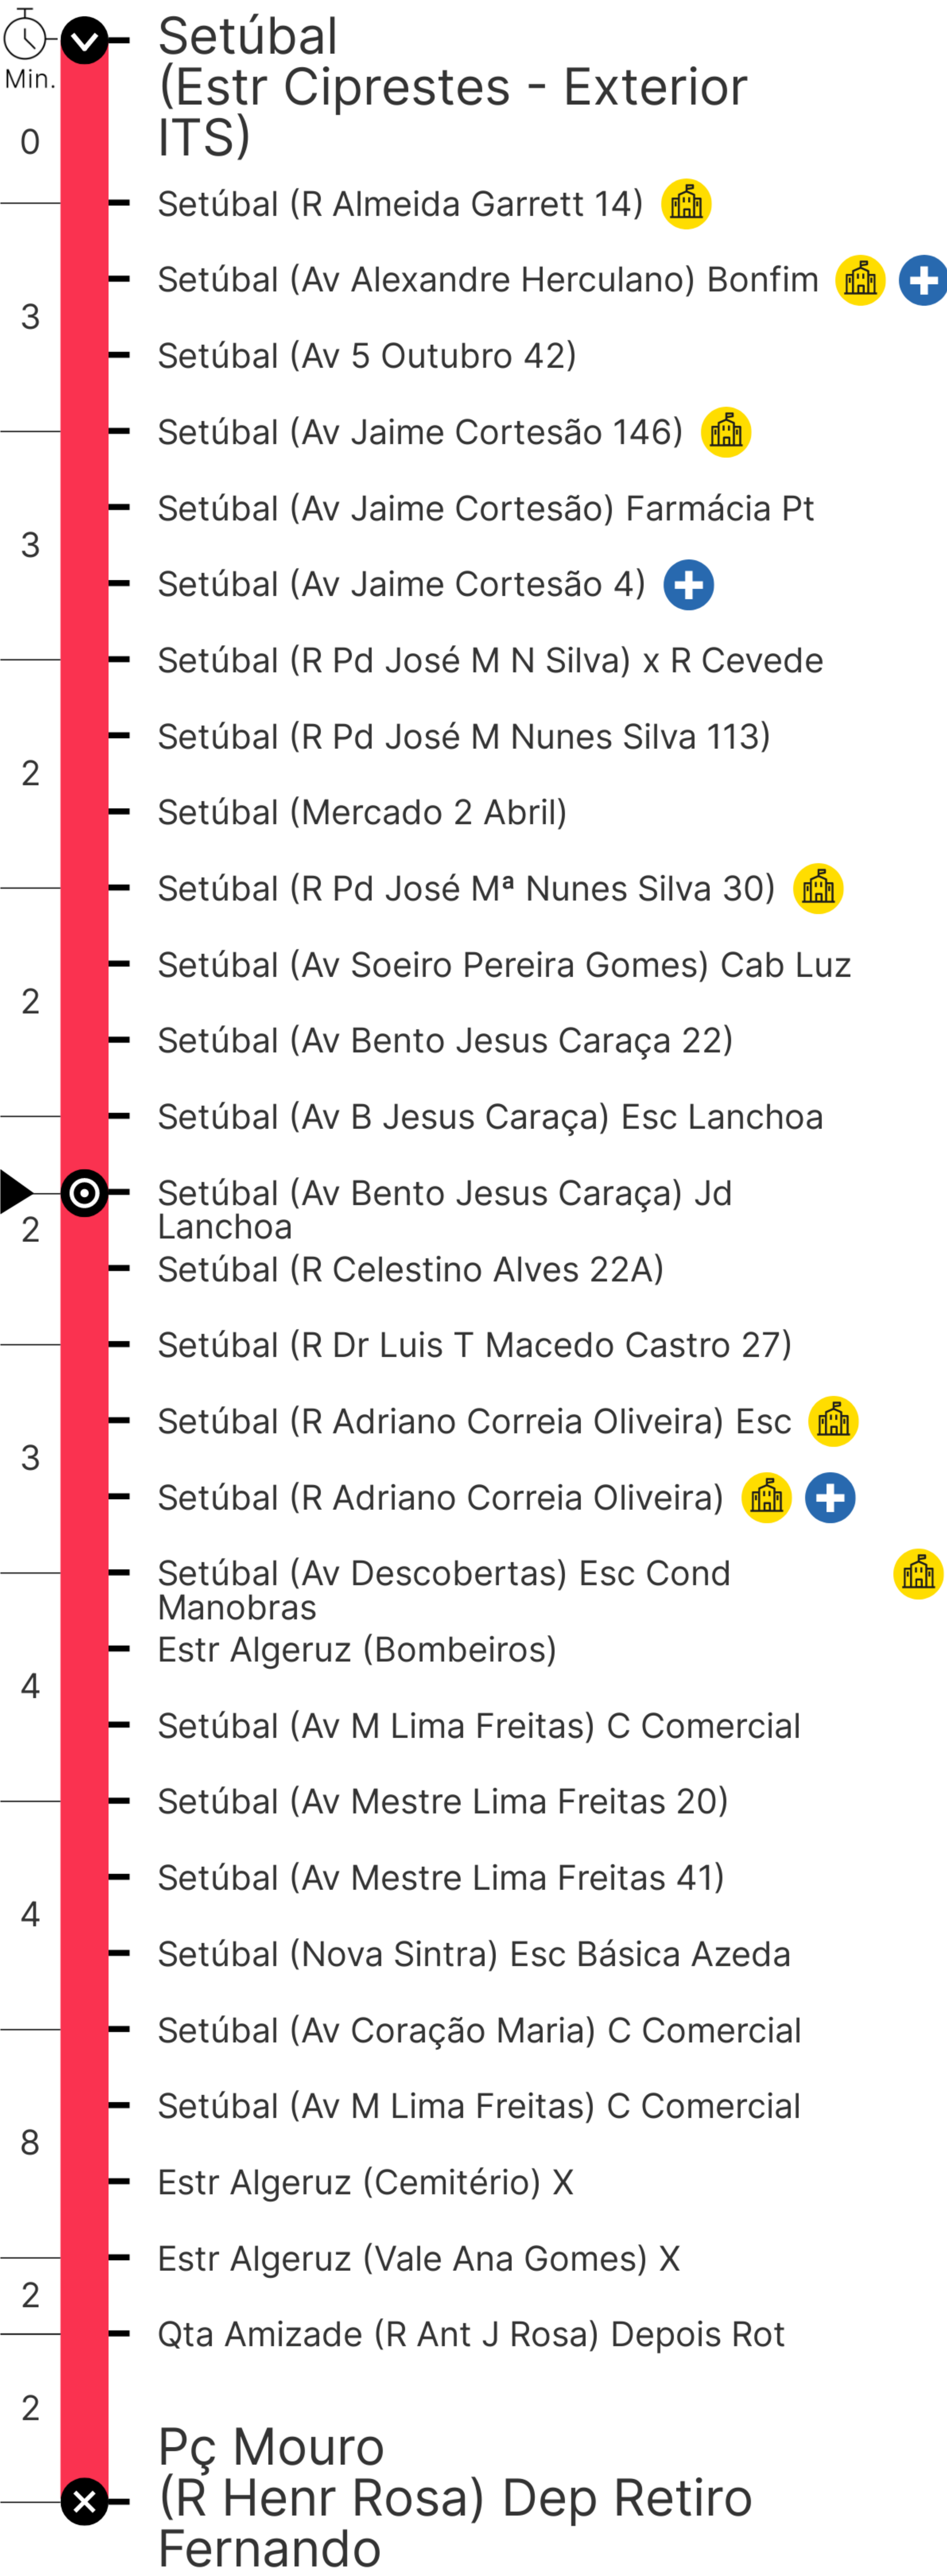 Setúbal
(Estr Ciprestes - Exterior
ITS)
Min.
0
Setúbal (R Almeida Garrett 14)
Setúbal (Av Alexandre Herculano) Bonfim
3
Setúbal (Av 5 Outubro 42)
Setúbal (Av Jaime Cortesão 146)
Setúbal (Av Jaime Cortesão) Farmácia Pt
3
Setúbal (Av Jaime Cortesão 4)
Setúbal (R Pd José M N Silva) x R Cevede
Setúbal (R Pd José M Nunes Silva 113)
2
Setúbal (Mercado 2 Abril)
Setúbal (R Pd José Mª Nunes Silva 30)
Setúbal (Av Soeiro Pereira Gomes) Cab Luz
2
Setúbal (Av Bento Jesus Caraça 22)
Setúbal (Av B Jesus Caraça) Esc Lanchoa
Setúbal (Av Bento Jesus Caraça) Jd
Lanchoa
2
Setúbal (R Celestino Alves 22A)
Setúbal (R Dr Luis T Macedo Castro 27)
Setúbal (R Adriano Correia Oliveira) Esc
3
Setúbal (R Adriano Correia Oliveira)
Setúbal (Av Descobertas) Esc Cond
Manobras
Estr Algeruz (Bombeiros)
4
Setúbal (Av M Lima Freitas) C Comercial
Setúbal (Av Mestre Lima Freitas 20)
Setúbal (Av Mestre Lima Freitas 41)
4
Setúbal (Nova Sintra) Esc Básica Azeda
Setúbal (Av Coração Maria) C Comercial
Setúbal (Av M Lima Freitas) C Comercial
8
Estr Algeruz (Cemitério) X
Estr Algeruz (Vale Ana Gomes) X
2
Qta Amizade (R Ant J Rosa) Depois Rot
2
Pç Mouro
(R Henr Rosa) Dep Retiro
Fernando